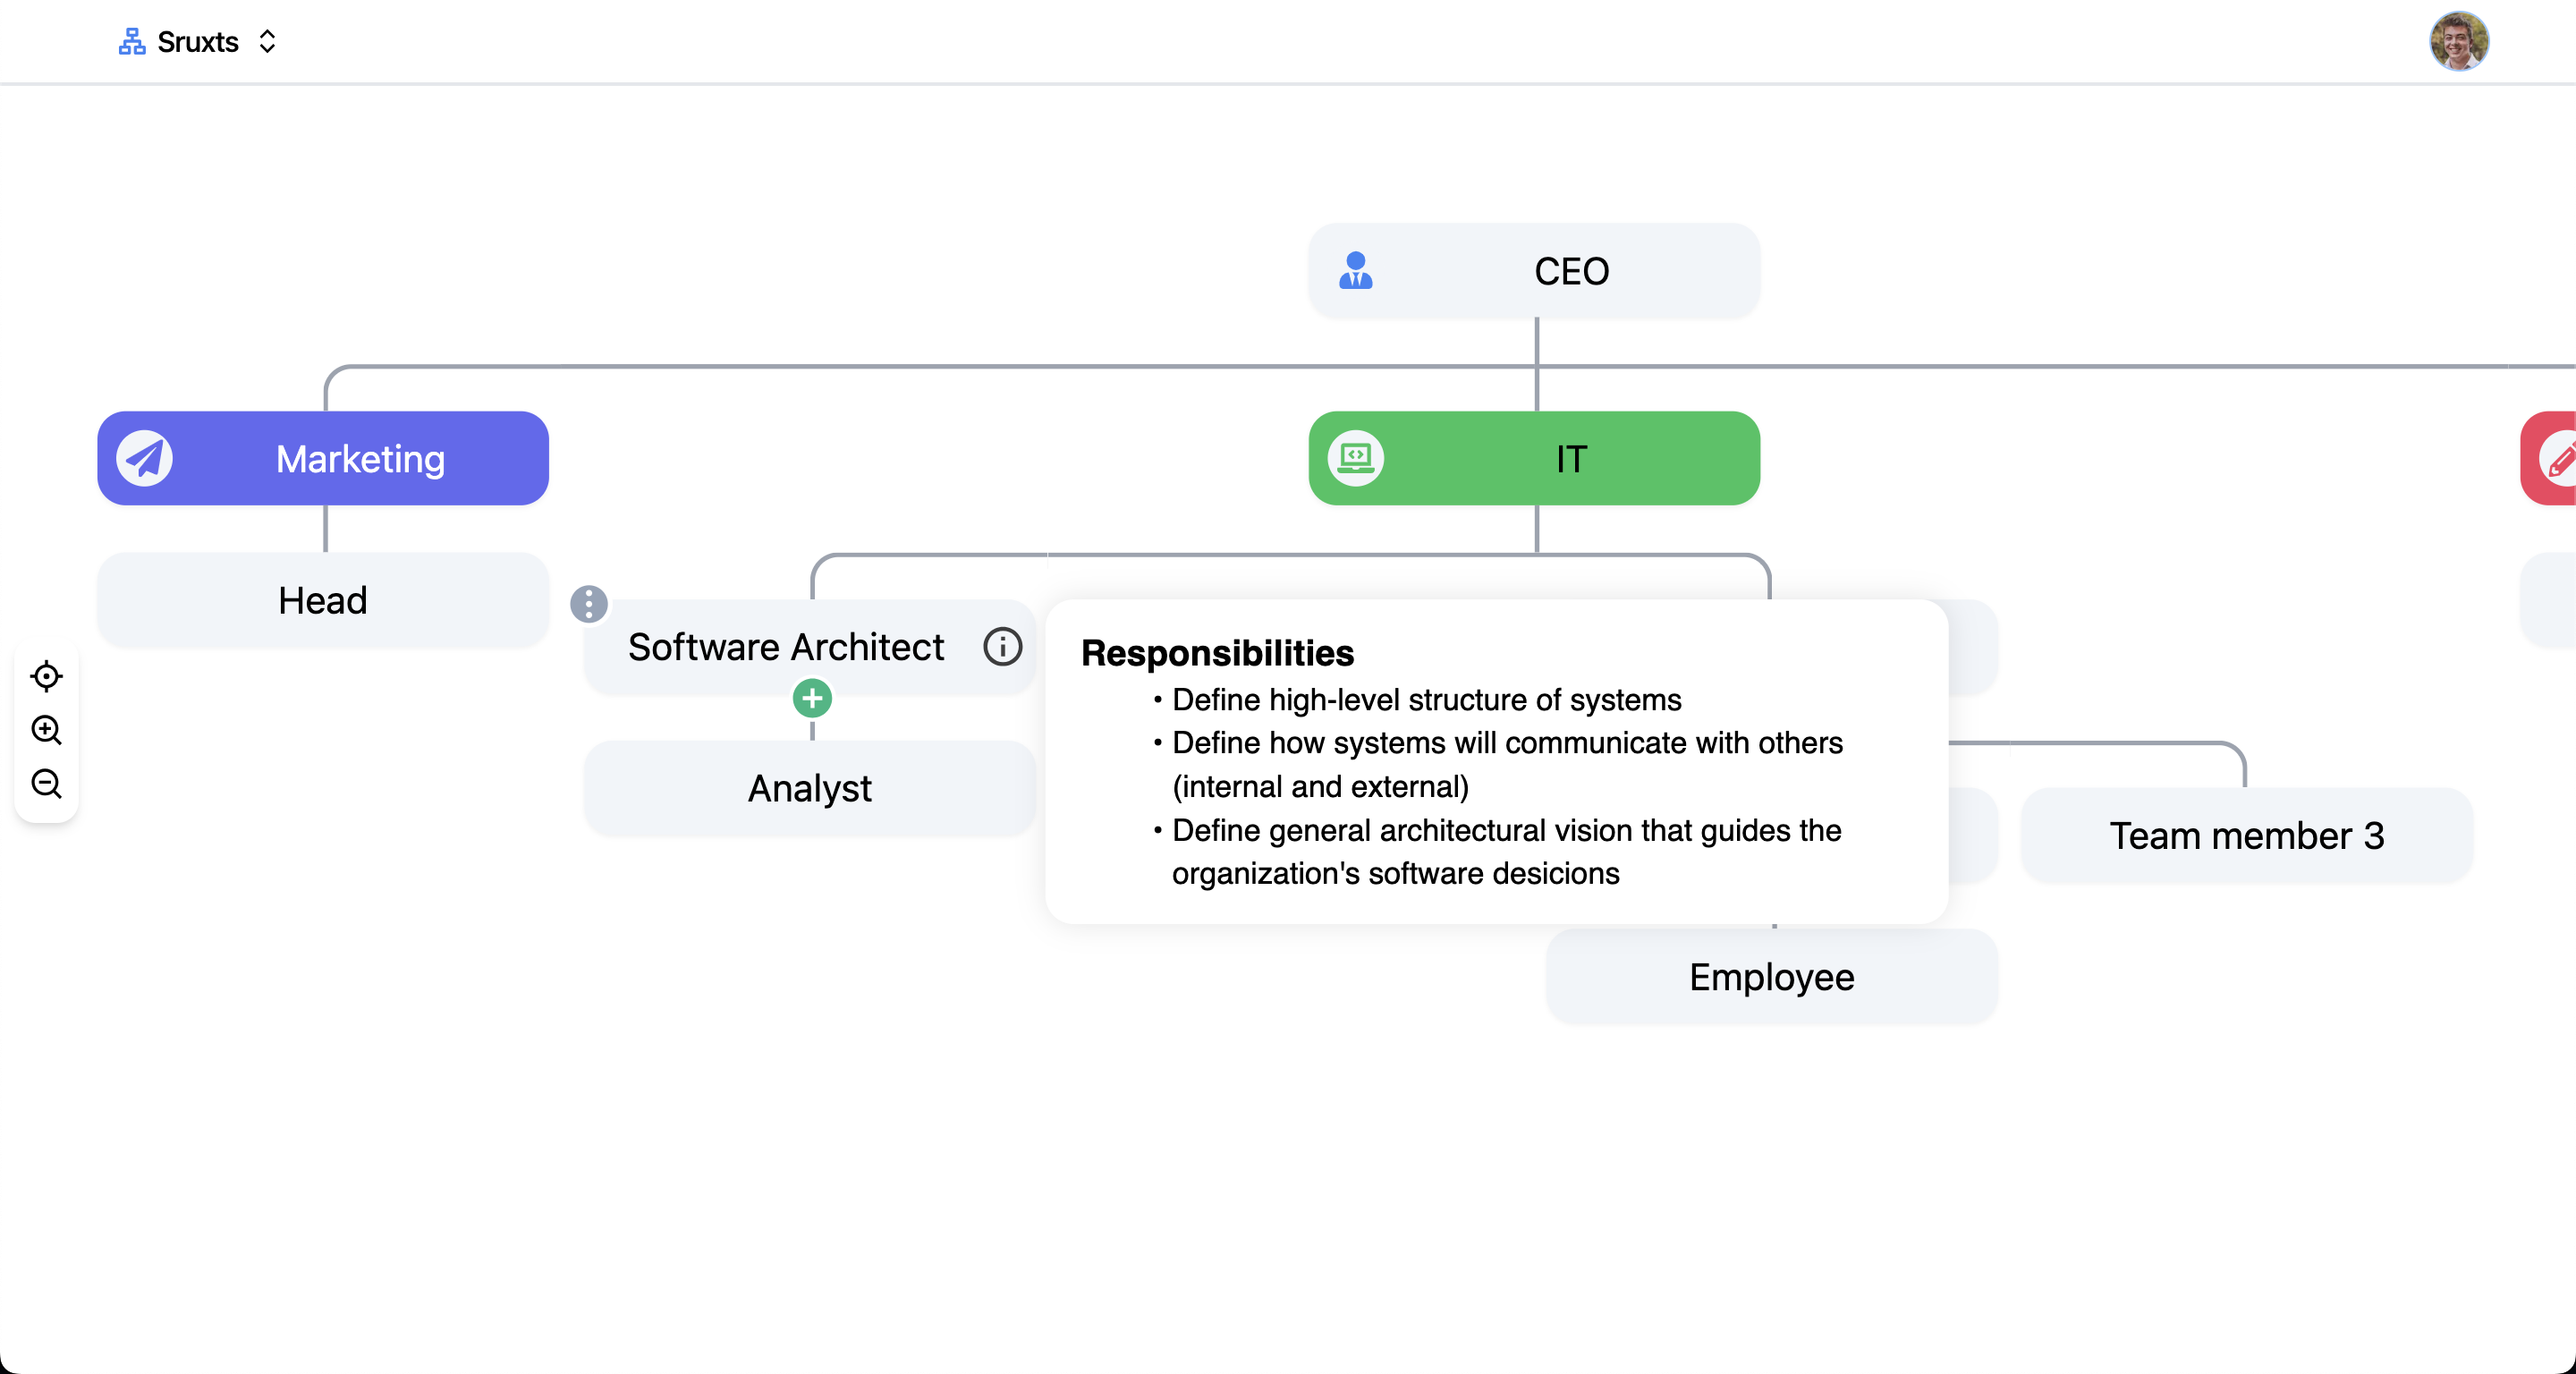 Sruxts
CEO
Marketing
IT
Head
Software Architect
Responsibilities
• Define high-level structure of systems
• Define how systems will communicate with others
(internal and external)
• Define general architectural vision that guides the
organization's software desicions
Analyst
Team member 3
Employee